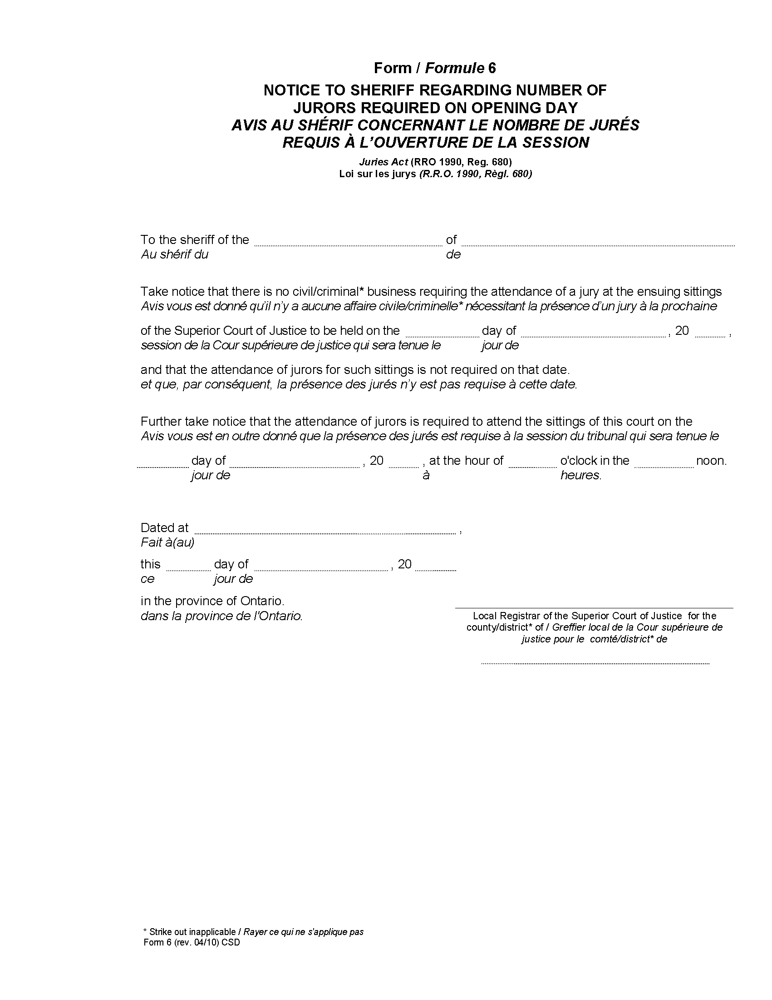 Form / Formule 6
NOTICE TO SHERIFF REGARDING NUMBER OF
JURORS REQUIRED ON OPENING DAY
AVIS AU SHÉRIF CONCERNANT LE NOMBRE DE JURÉS
REQUIS À L’OUVERTURE DE LA SESSION
Juries Act (RRO 1990, Reg. 680)
Loi sur les jurys (R.R.O. 1990, Règl. 680)
To the sheriff of the of
Au shérif du de
Take notice that there is no civil/criminal* business requiring the attendance of a jury at the ensuing sittings
Avis vous est donné qu’il n’y a aucune affaire civile/criminelle* nécessitant la présence d’un jury à la prochaine
of the Superior Court of Justice to be held on the day of , 20 ,
session de la Cour supérieure de justice qui sera tenue le jour de
and that the attendance of jurors for such sittings is not required on that date.
et que, par conséquent, la présence des jurés n’y est pas requise à cette date.
Further take notice that the attendance of jurors is required to attend the sittings of this court on the
Avis vous est en outre donné que la présence des jurés est requise à la session du tribunal qui sera tenue le
day of , 20 , at the hour of o'clock in the noon.
jour de à heures.
Dated at ,
Fait à(au)
this day of , 20
ce jour de
in the province of Ontario.
dans la province de l'Ontario.
Local Registrar of the Superior Court of Justice for the
county/district* of / Greffier local de la Cour supérieure de
justice pour le comté/district* de
* Strike out inapplicable / Rayer ce qui ne s'applique pas
Form 6 (rev. 04/10) CSD